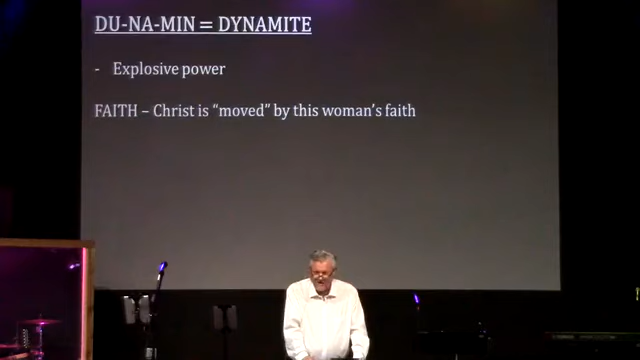 DU-NA-MIN = DYNAMITE
- Explosive power
FAITH – Christ is “moved” by this woman’s faith